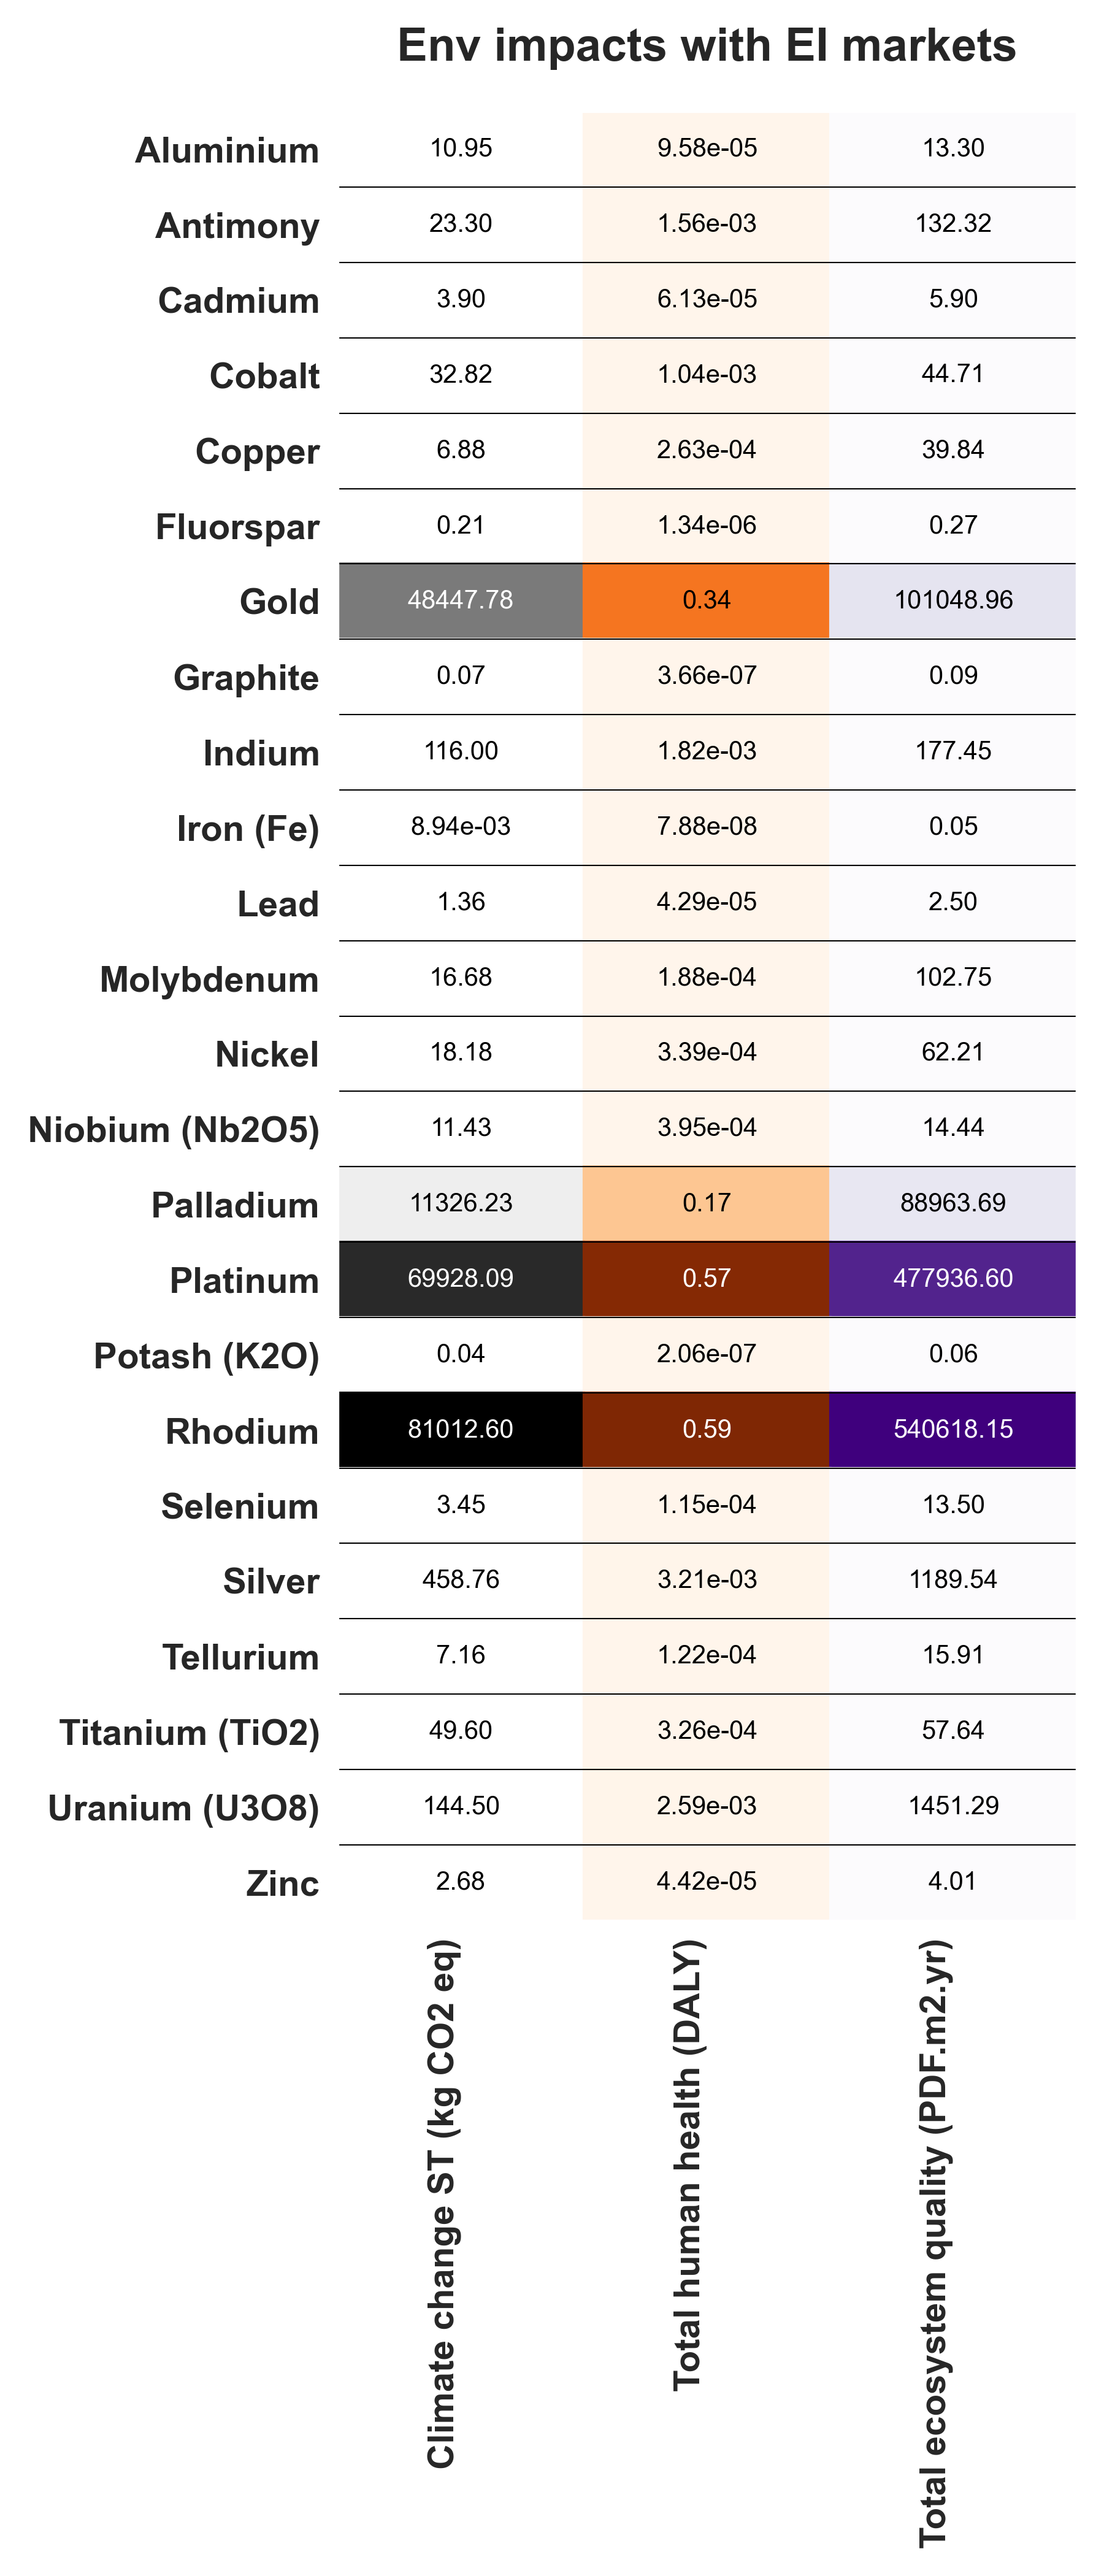 Env impacts with EI markets
Aluminium 10.95 9.58e-05 13.30
Antimony 23.30 1.56e-03 132.32
Cadmium 3.90 6.13e-05 5.90
Cobalt 32.82 1.04e-03 44.71
Copper 6.88 2.63e-04 39.84
Fluorspar 0.21 1.34e-06 0.27
Gold 48447.78 0.34 101048.96
Graphite 0.07 3.66e-07 0.09
Indium 116.00 1.82e-03 177.45
Iron (Fe) 8.94e-03 7.88e-08 0.05
Lead 1.36 4.29e-05 2.50
Molybdenum 16.68 1.88e-04 102.75
Nickel 18.18 3.39e-04 62.21
Niobium (Nb2O5) 11.43 3.95e-04 14.44
Palladium 11326.23 0.17 88963.69
Platinum 69928.09 0.57 477936.60
Potash (K2O) 0.04 2.06e-07 0.06
Rhodium 81012.60 0.59 540618.15
Selenium 3.45 1.15e-04 13.50
Silver 458.76 3.21e-03 1189.54
Tellurium 7.16 1.22e-04 15.91
Titanium (TiO2) 49.60 3.26e-04 57.64
Uranium (U3O8) 144.50 2.59e-03 1451.29
Zinc 2.68 4.42e-05 4.01
Climate change ST (kg CO2 eq)
Total human health (DALY)
Total ecosystem quality (PDF.m2.yr)